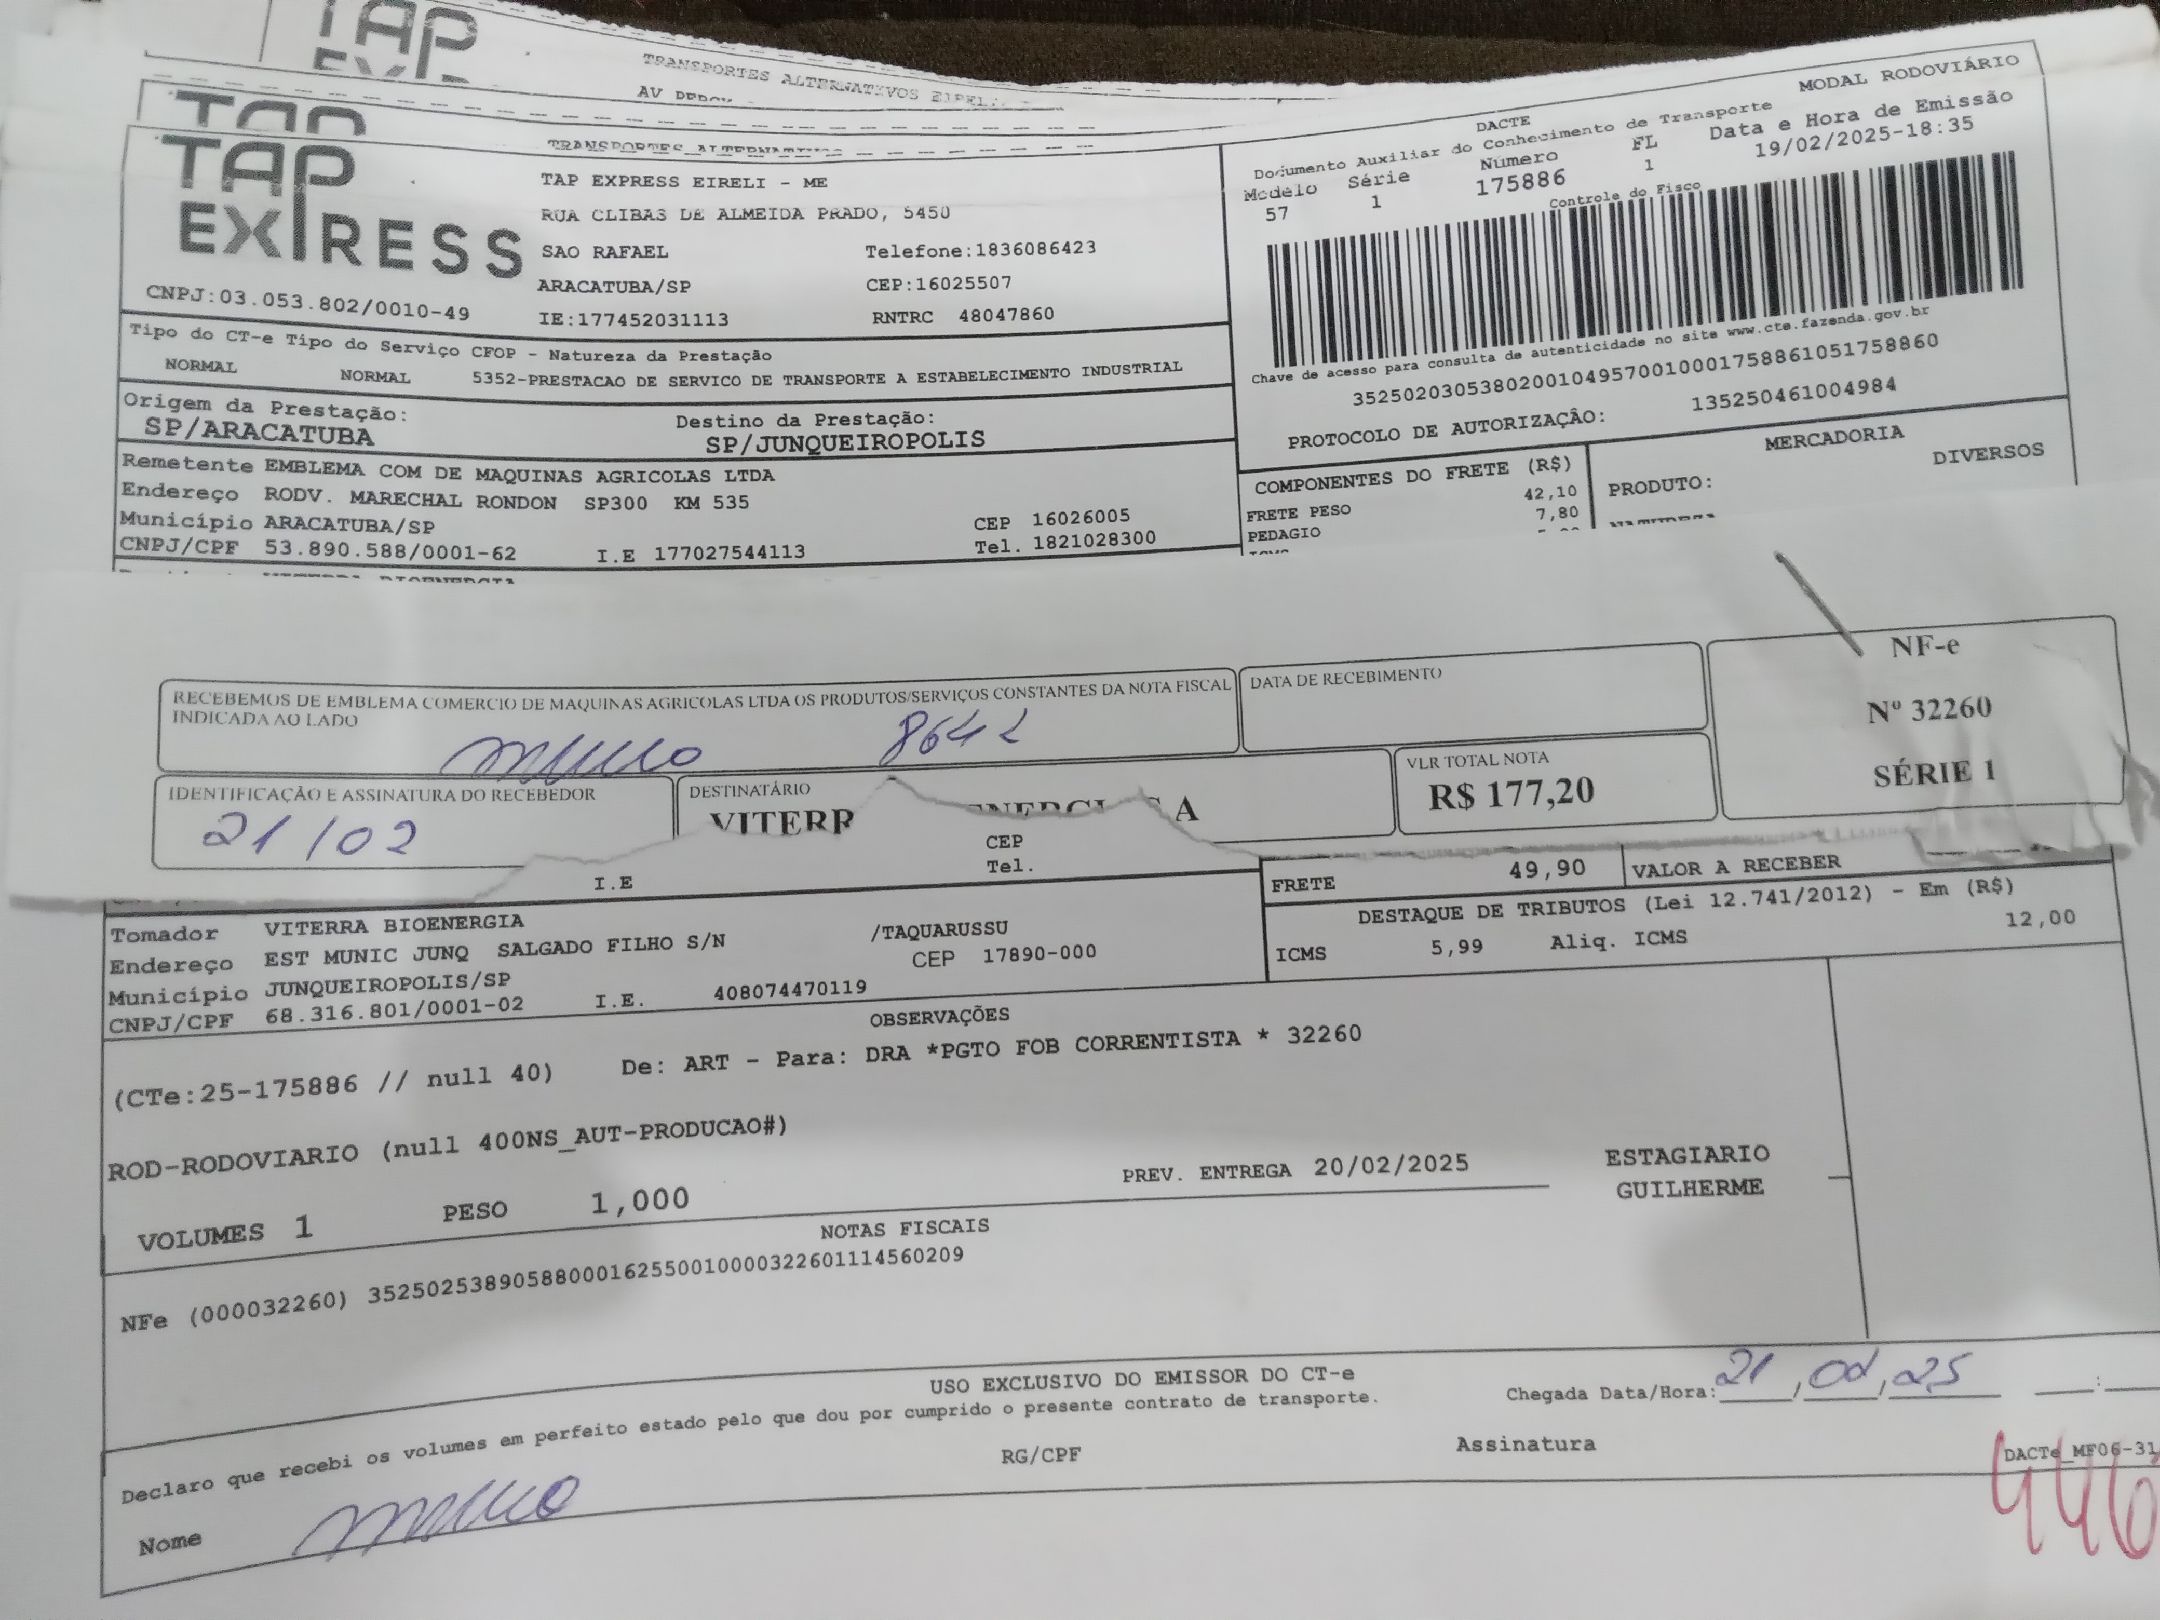 TAP
TRANSPORTES ALTERNATIVOS
TAP
TAP EXPRESS
CNPJ:03.053.802/0010-49
TAP EXPRESS EIRELI - ME
RUA CLIBAS DE ALMEIDA PRADO, 5450
SAO RAFAEL Telefone:1836086423
ARACATUBA/SP CEP:16025507
IE:177452031113 RNTRC 48047860
MODAL RODOVIÁRIO
DACTE
Documento Auxiliar do Conhecimento de Transporte
Modelo Série Número FL Data e Hora de Emissão
57 1 175886 1 19/02/2025-18:35
Controle do Fisco
Chave de acesso para consulta de autenticidade no site www.cte.fazenda.gov.br
35250203053802001049570010001758861051758860
PROTOCOLO DE AUTORIZAÇÃO: 135250461004984
Tipo do CT-e Tipo do Serviço CFOP - Natureza da Prestação
NORMAL NORMAL 5352-PRESTACAO DE SERVICO DE TRANSPORTE A ESTABELECIMENTO INDUSTRIAL
Origem da Prestação: Destino da Prestação:
SP/ARACATUBA SP/JUNQUEIROPOLIS
Remetente EMBLEMA COM DE MAQUINAS AGRICOLAS LTDA
Endereço RODV. MARECHAL RONDON SP300 KM 535
Município ARACATUBA/SP CEP 16026005
CNPJ/CPF 53.890.588/0001-62 I.E 177027544113 Tel. 1821028300
COMPONENTES DO FRETE (R$)
FRETE PESO 42,10
PEDAGIO 7,80
MERCADORIA
PRODUTO: DIVERSOS
RECEBEMOS DE EMBLEMA COMERCIO DE MAQUINAS AGRICOLAS LTDA OS PRODUTOS/SERVIÇOS CONSTANTES DA NOTA FISCAL
INDICADA AO LADO
DATA DE RECEBIMENTO
NF-e
Nº 32260
SÉRIE 1
IDENTIFICAÇÃO E ASSINATURA DO RECEBEDOR
21/02
DESTINATÁRIO
VLR TOTAL NOTA
R$ 177,20
CEP
I.E Tel.
FRETE 49,90 VALOR A RECEBER
DESTAQUE DE TRIBUTOS (Lei 12.741/2012) - Em (R$)
ICMS 5,99 Aliq. ICMS 12,00
Tomador VITERRA BIOENERGIA
Endereço EST MUNIC JUNQ SALGADO FILHO S/N /TAQUARUSSU
Município JUNQUEIROPOLIS/SP CEP 17890-000
CNPJ/CPF 68.316.801/0001-02 I.E. 408074470119
OBSERVAÇÕES
(CTe:25-175886 // null 40) De: ART - Para: DRA *PGTO FOB CORRENTISTA * 32260
ROD-RODOVIARIO (null 400NS_AUT-PRODUCAO#)
VOLUMES 1 PESO 1,000 PREV. ENTREGA 20/02/2025
ESTAGIARIO
GUILHERME
NOTAS FISCAIS
NFe (000032260) 35250253890588000162550010000322601114560209
USO EXCLUSIVO DO EMISSOR DO CT-e
Declaro que recebi os volumes em perfeito estado pelo que dou por cumprido o presente contrato de transporte.
Chegada Data/Hora: 21/02/25 :
Nome RG/CPF Assinatura
DACTe_MF06-31